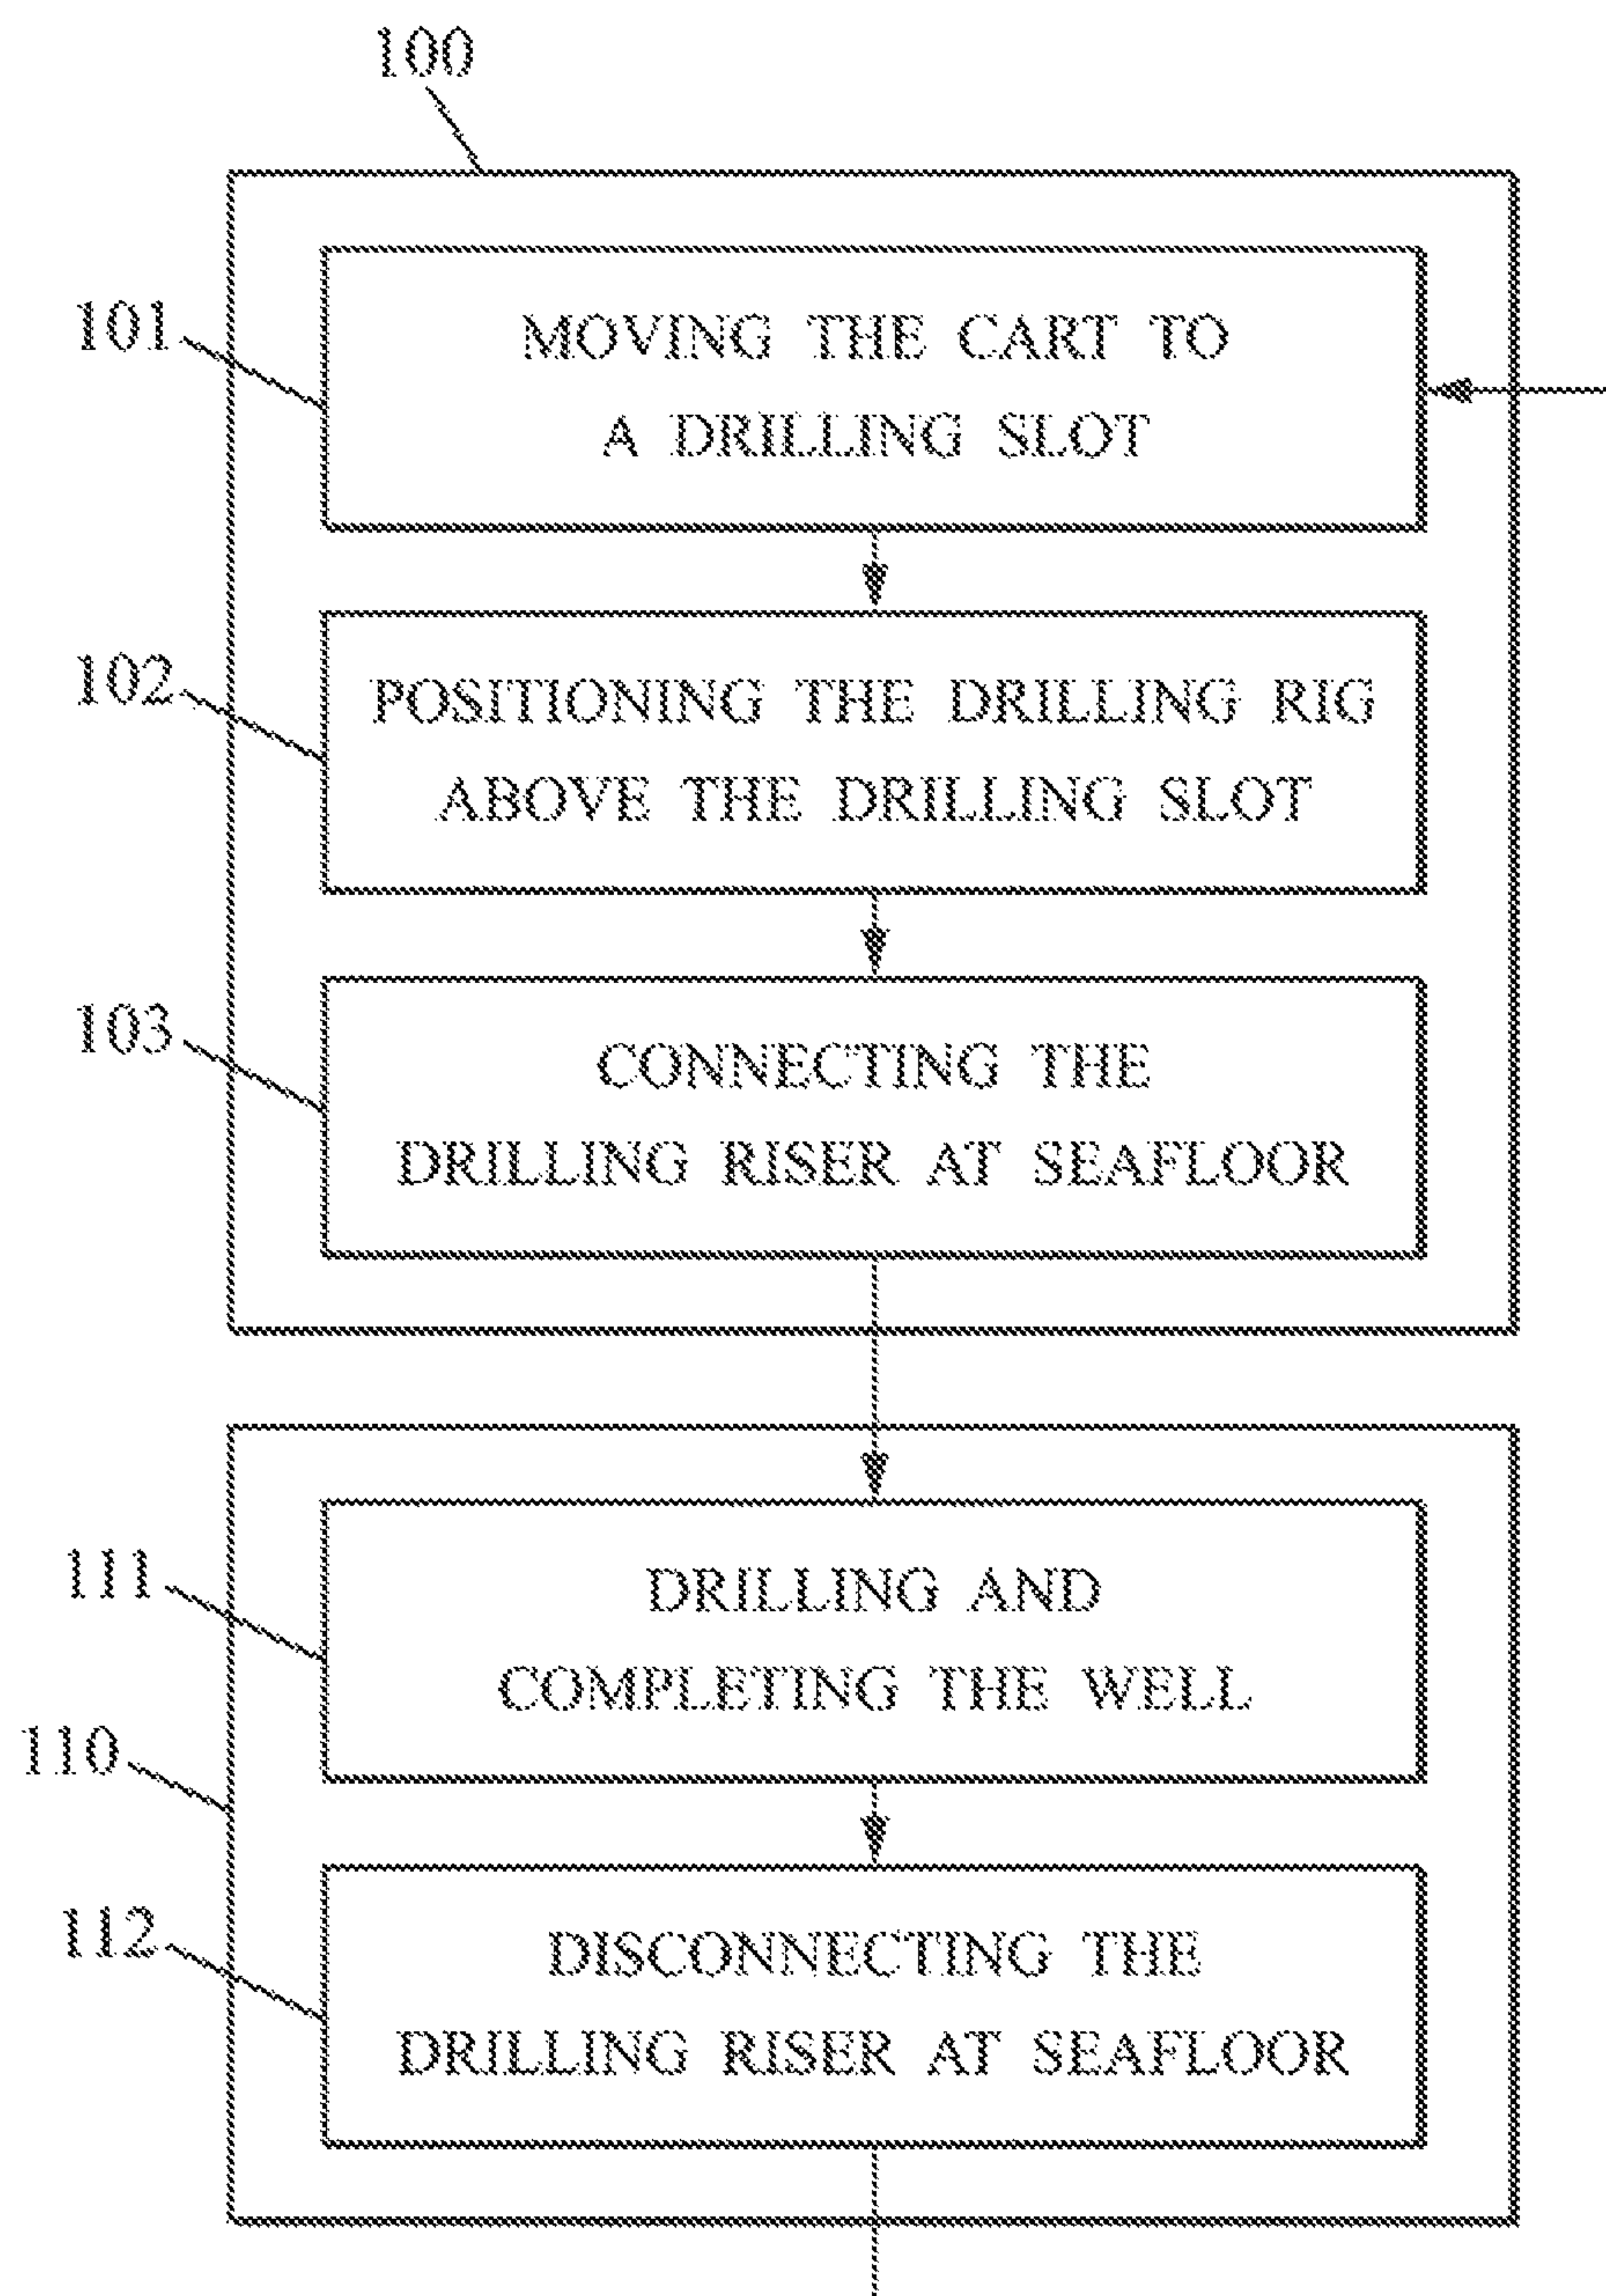 100
101
MOVING THE CART TO
A DRILLING SLOT
102
POSITIONING THE DRILLING RIG
ABOVE THE DRILLING SLOT
103
CONNECTING THE
DRILLING RISER AT SEAFLOOR
111
DRILLING AND
COMPLETING THE WELL
110
112
DISCONNECTING THE
DRILLING RISER AT SEAFLOOR